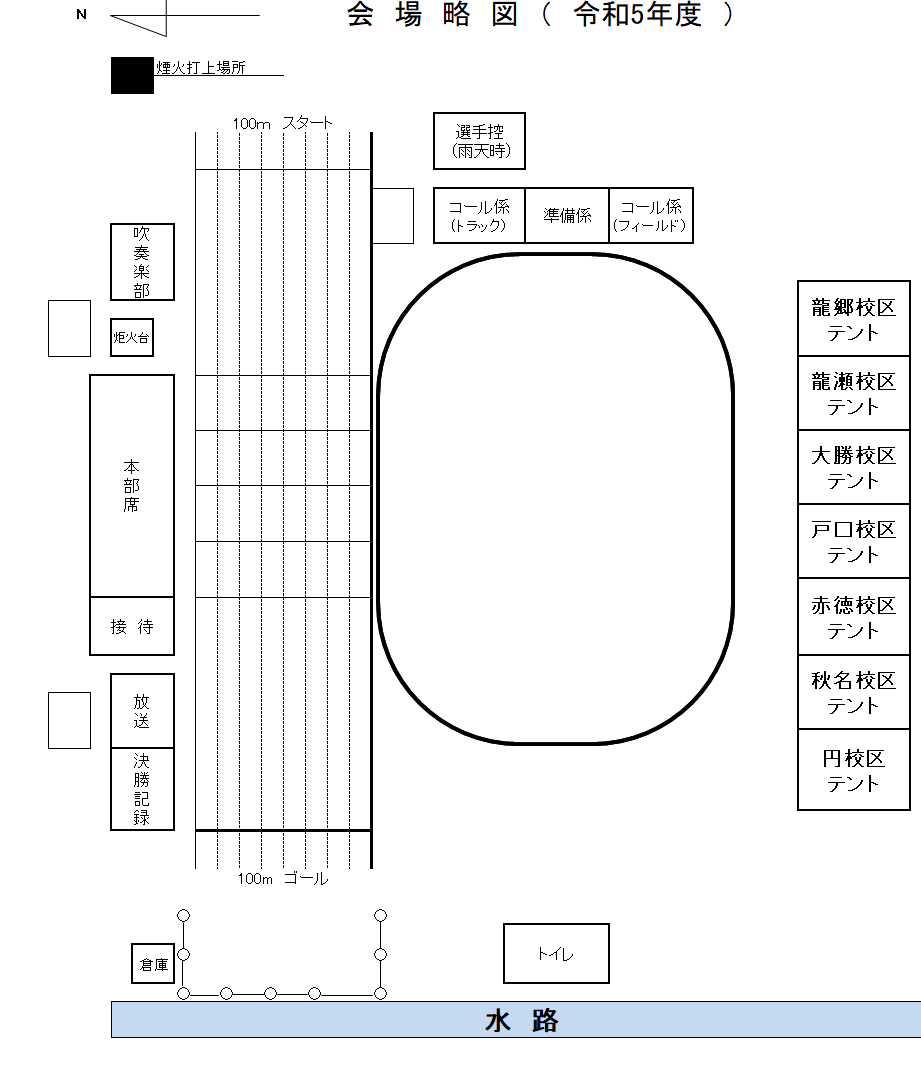 会場略図（令和5年度）
N
煙火打上場所
100m スタート
選手控
（雨天時）
コール係
（トラック）
準備係
コール係
（フィールド）
吹奏楽部
炬火台
本部席
接待
放送
決勝記録
龍郷校区
テント
龍瀬校区
テント
大勝校区
テント
戸口校区
テント
赤徳校区
テント
秋名校区
テント
円校区
テント
100m ゴール
倉庫
トイレ
水路